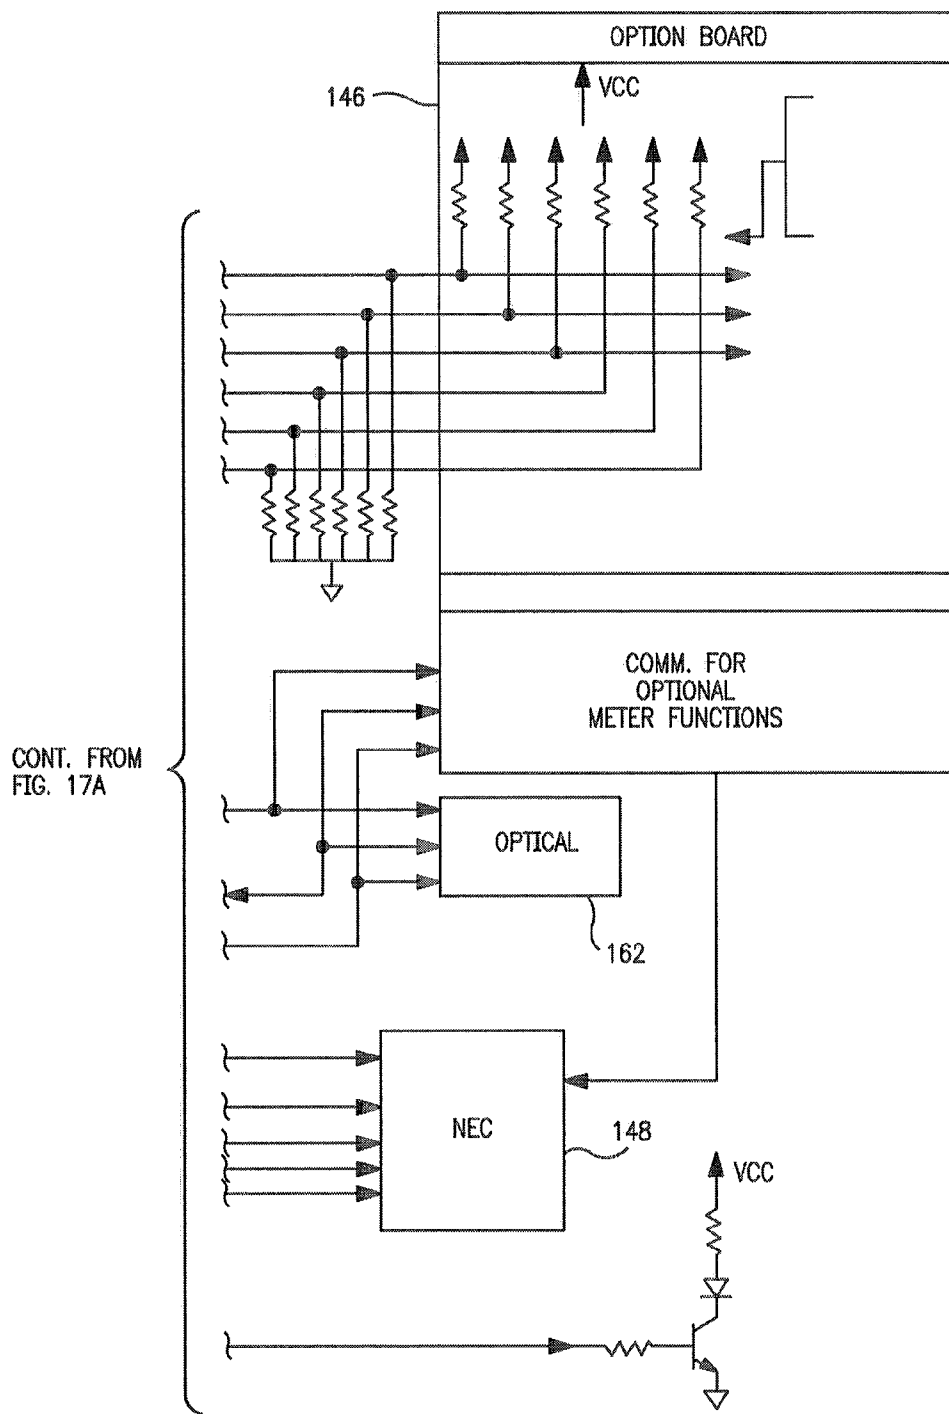 OPTION BOARD
VCC
146
COMM. FOR
OPTIONAL
METER FUNCTIONS
CONT. FROM
FIG. 17A
OPTICAL
162
NEC
148
VCC